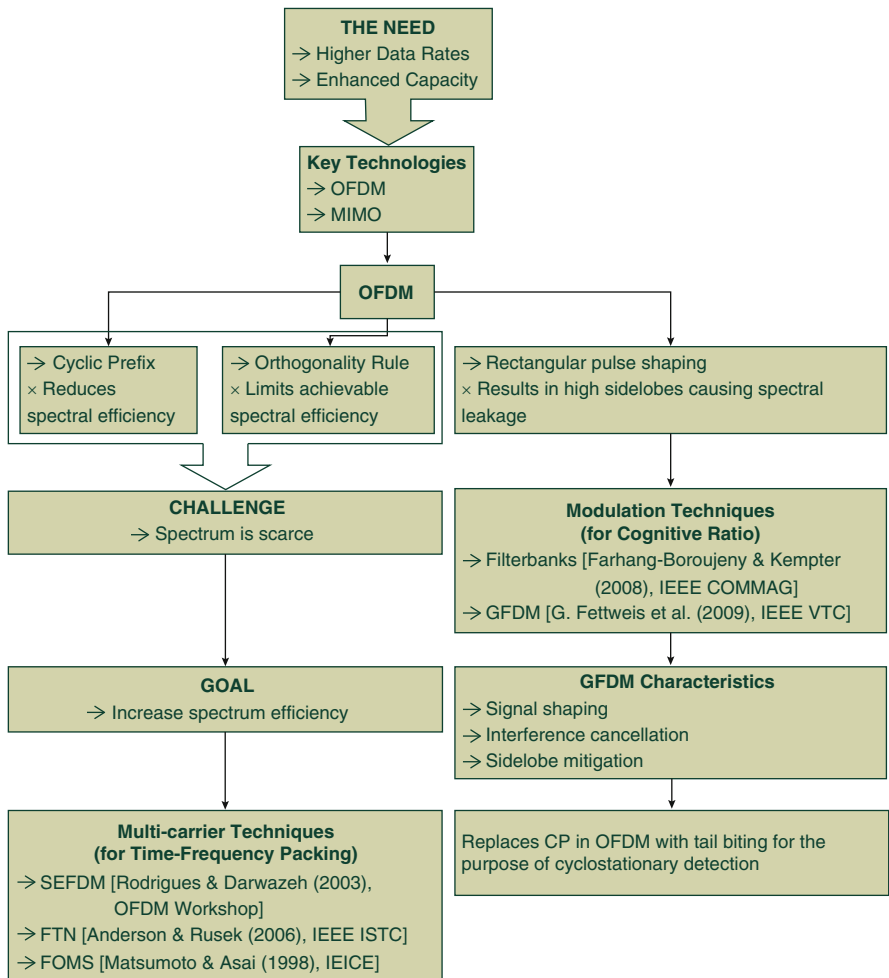 THE NEED
→ Higher Data Rates
→ Enhanced Capacity
Key Technologies
→ OFDM
→ MIMO
OFDM
→ Cyclic Prefix
× Reduces
spectral efficiency
→ Orthogonality Rule
× Limits achievable
spectral efficiency
→ Rectangular pulse shaping
× Results in high sidelobes causing spectral
leakage
CHALLENGE
→ Spectrum is scarce
GOAL
→ Increase spectrum efficiency
Multi-carrier Techniques
(for Time-Frequency Packing)
→ SEFDM [Rodrigues & Darwazeh (2003),
OFDM Workshop]
→ FTN [Anderson & Rusek (2006), IEEE ISTC]
→ FOMS [Matsumoto & Asai (1998), IEICE]
Modulation Techniques
(for Cognitive Ratio)
→ Filterbanks [Farhang-Boroujeny & Kempter
(2008), IEEE COMMAG]
→ GFDM [G. Fettweis et al. (2009), IEEE VTC]
GFDM Characteristics
→ Signal shaping
→ Interference cancellation
→ Sidelobe mitigation
Replaces CP in OFDM with tail biting for the
purpose of cyclostationary detection